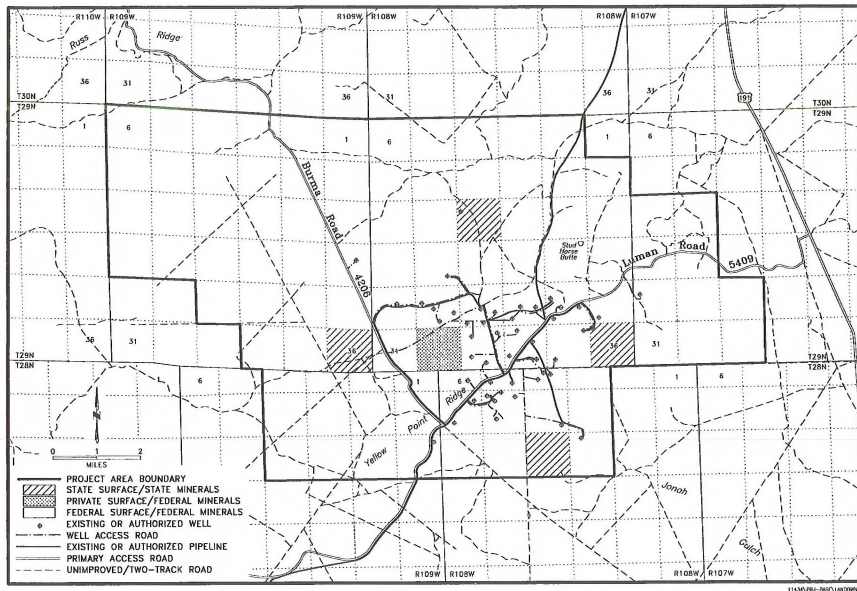 R110W R109W
R109W R108W
R108W R107W
Russ
Ridge
36 31
36 31
36 31
191
T30N
T29N
T30N
T29N
1 6
1 6
1 6
Burma Road
4206
Stud
Horse
Butte
Luman Road
5409
36 31
36 31
36 31
T29N
T28N
T29N
T28N
6
1 6
1 6
N
Yellow Point Ridge
0 2
MILES
Jonah
Gulch
PROJECT AREA BOUNDARY
STATE SURFACE/STATE MINERALS
PRIVATE SURFACE/FEDERAL MINERALS
FEDERAL SURFACE/FEDERAL MINERALS
EXISTING OR AUTHORIZED WELL
WELL ACCESS ROAD
EXISTING OR AUTHORIZED PIPELINE
PRIMARY ACCESS ROAD
UNIMPROVED/TWO-TRACK ROAD
R109W R108W
R108W R107W